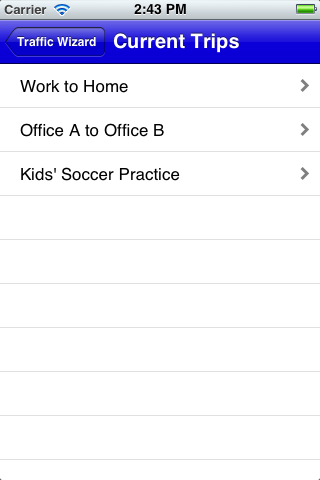 Carrier 2:43 PM
Traffic Wizard Current Trips
Work to Home
Office A to Office B
Kids' Soccer Practice